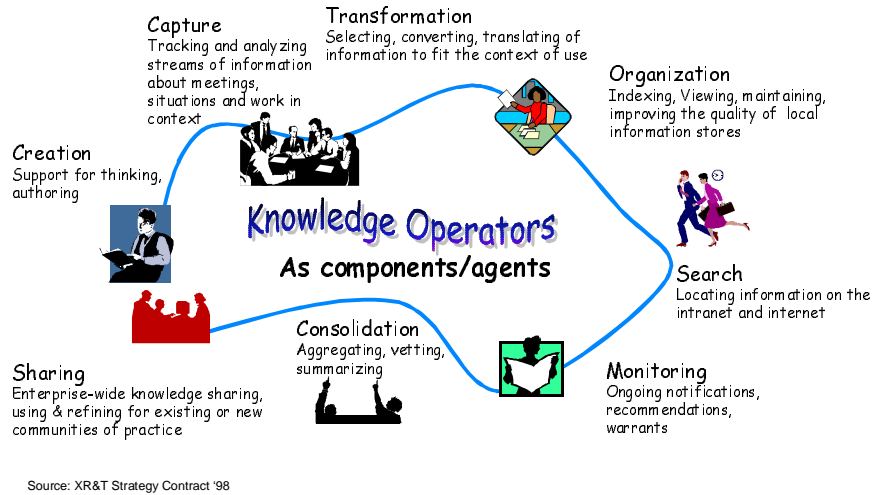 Transformation
Selecting, converting, translating of
information to fit the context of use
Capture
Tracking and analyzing
streams of information
about meetings,
situations and work in
context
Organization
Indexing, Viewing, maintaining,
improving the quality of local
information stores
Creation
Support for thinking,
authoring
Knowledge Operators
As components/agents
Search
Locating information on the
intranet and internet
Consolidation
Aggregating, vetting,
summarizing
Monitoring
Ongoing notifications,
recommendations,
warrants
Sharing
Enterprise-wide knowledge sharing,
using & refining for existing or new
communities of practice
Source: XR&T Strategy Contract ‘98